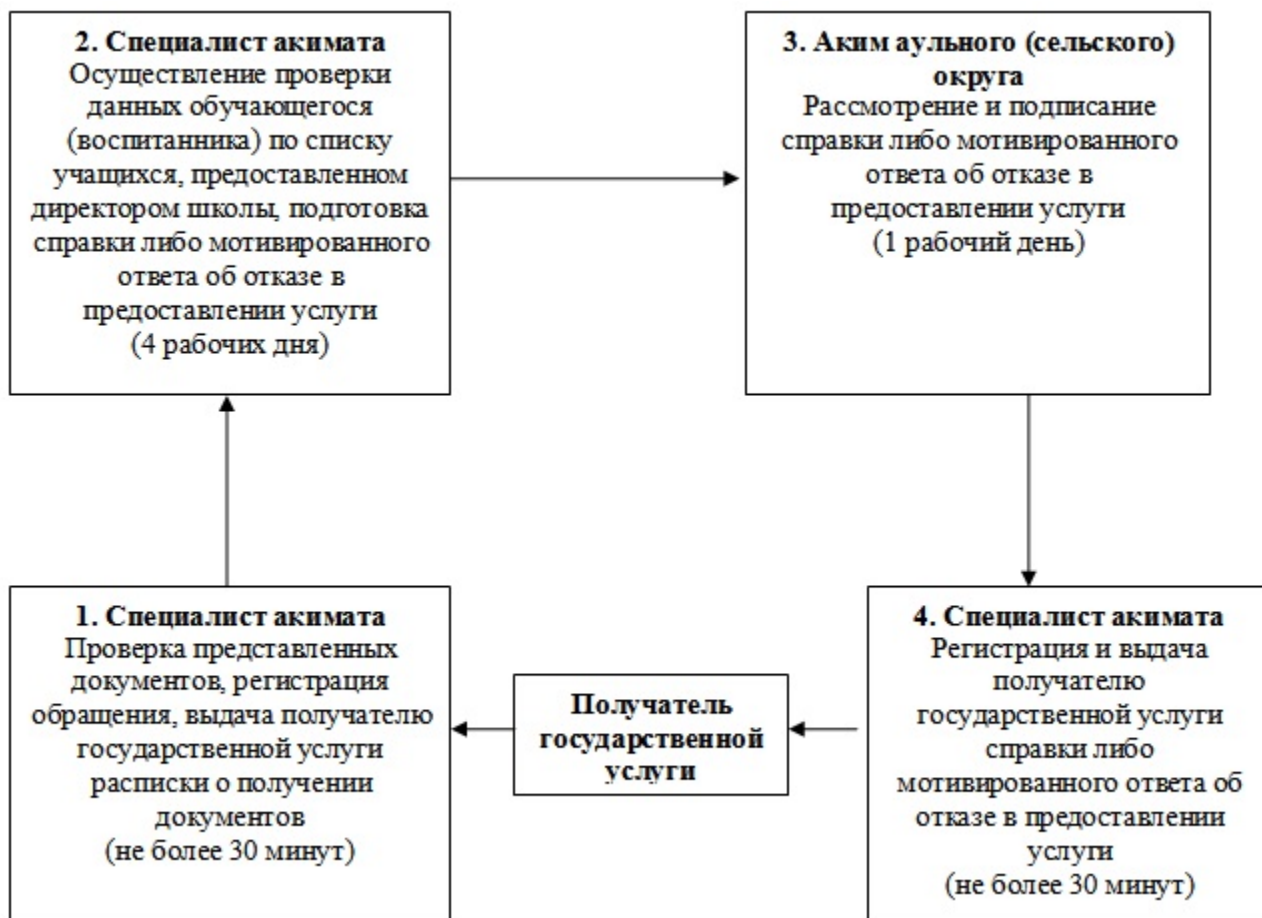 2. Специалист акимата
Осуществление проверки
данных обучающегося
(воспитанника) по списку
учащихся, предоставленном
директором школы, подготовка
справки либо мотивированного
ответа об отказе в
предоставлении услуги
(4 рабочих дня)
3. Аким аульного (сельского)
округа
Рассмотрение и подписание
справки либо мотивированного
ответа об отказе в
предоставлении услуги
(1 рабочий день)
1. Специалист акимата
Проверка представленных
документов, регистрация
обращения, выдача получателю
государственной услуги
расписки о получении
документов
(не более 30 минут)
Получатель
государственной
услуги
4. Специалист акимата
Регистрация и выдача
получателю
государственной услуги
справки либо
мотивированного ответа об
отказе в предоставлении
услуги
(не более 30 минут)